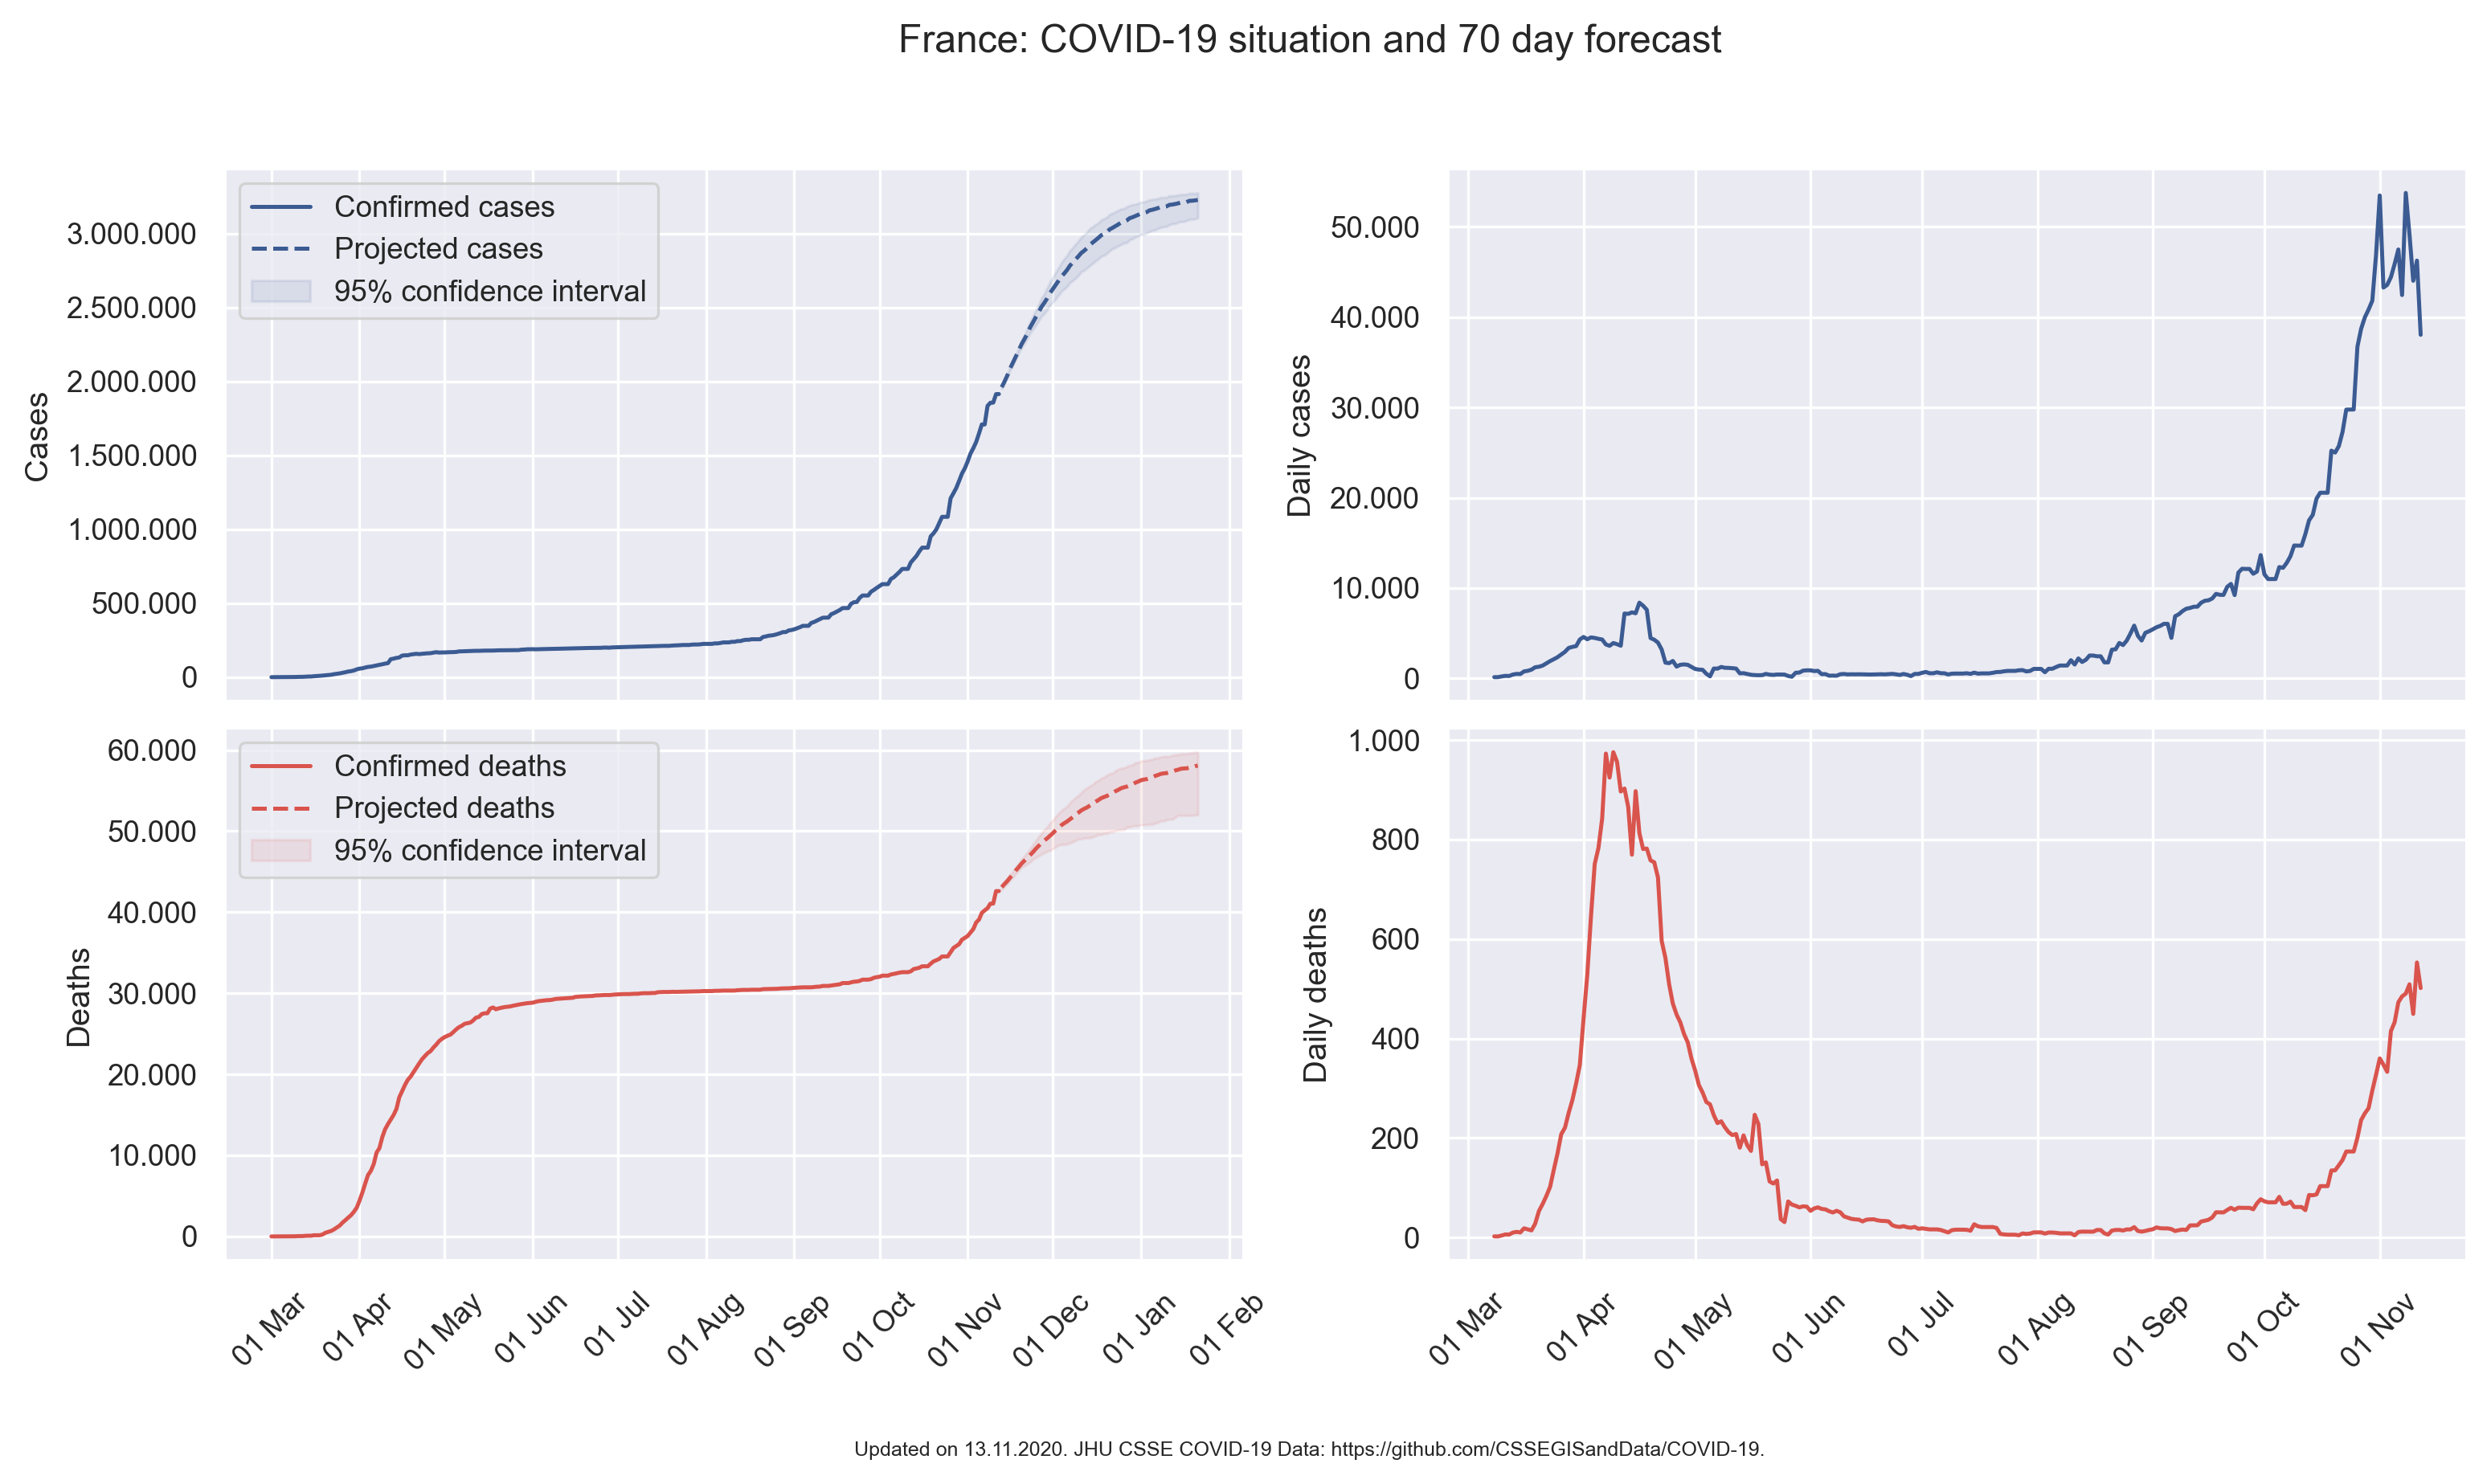 France: COVID-19 situation and 70 day forecast
Confirmed cases
Projected cases
95% confidence interval
Cases
3.000.000
2.500.000
2.000.000
1.500.000
1.000.000
500.000
0
Daily cases
50.000
40.000
30.000
20.000
10.000
0
Confirmed deaths
Projected deaths
95% confidence interval
Deaths
60.000
50.000
40.000
30.000
20.000
10.000
0
01 Mar
01 Apr
01 May
01 Jun
01 Jul
01 Aug
01 Sep
01 Oct
01 Nov
01 Dec
01 Jan
01 Feb
Daily deaths
1.000
800
600
400
200
0
01 Mar
01 Apr
01 May
01 Jun
01 Jul
01 Aug
01 Sep
01 Oct
01 Nov
Updated on 13.11.2020. JHU CSSE COVID-19 Data: https://github.com/CSSEGISandData/COVID-19.